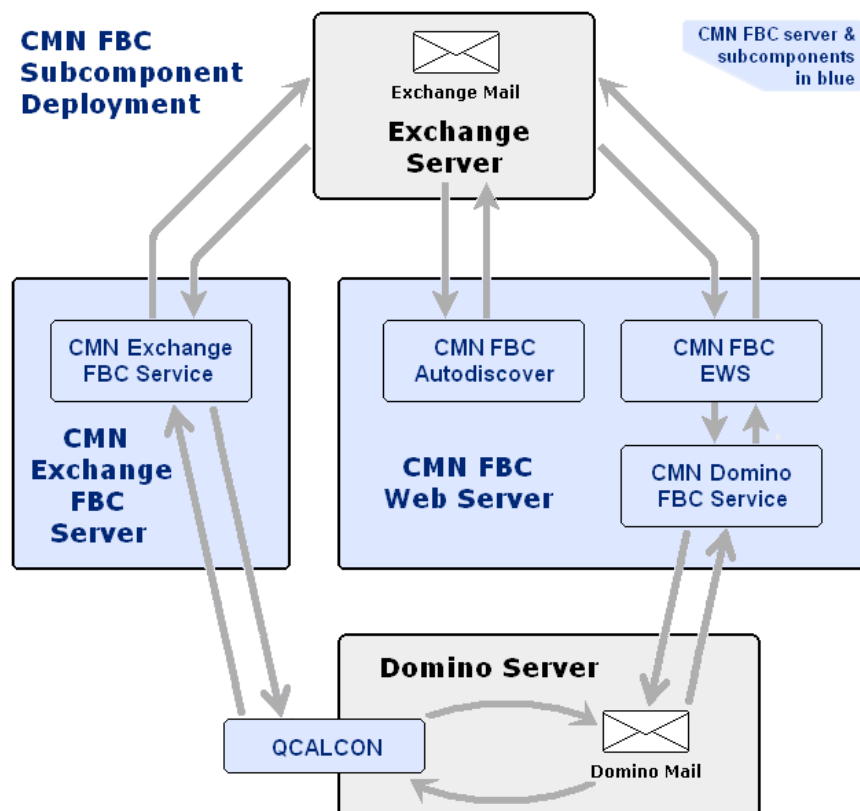 CMN FBC
Subcomponent
Deployment
CMN FBC server &
subcomponents
in blue
Exchange Mail
Exchange
Server
CMN Exchange
FBC Service
CMN
Exchange
FBC
Server
CMN FBC
Autodiscover
CMN FBC
EWS
CMN FBC
Web Server
CMN Domino
FBC Service
Domino Server
QCALCON
Domino Mail